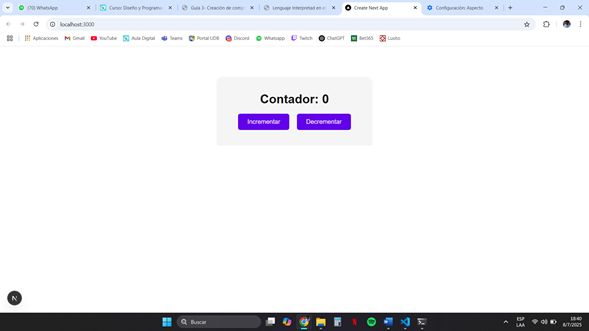 (70) WhatsApp
Curso: Diseño y Programa
Guía 3- Creación de comp
Lenguaje Interpretad en e
Create Next App
Configuración: Aspecto
localhost:3000
Aplicaciones
Gmail
YouTube
Aula Digital
Teams
Portal UDB
Discord
Whatsapp
Twitch
ChatGPT
Bet365
Contador: 0
Incrementar
Decrementar
N
Buscar
ESP
LAA
18:40
8/7/2025